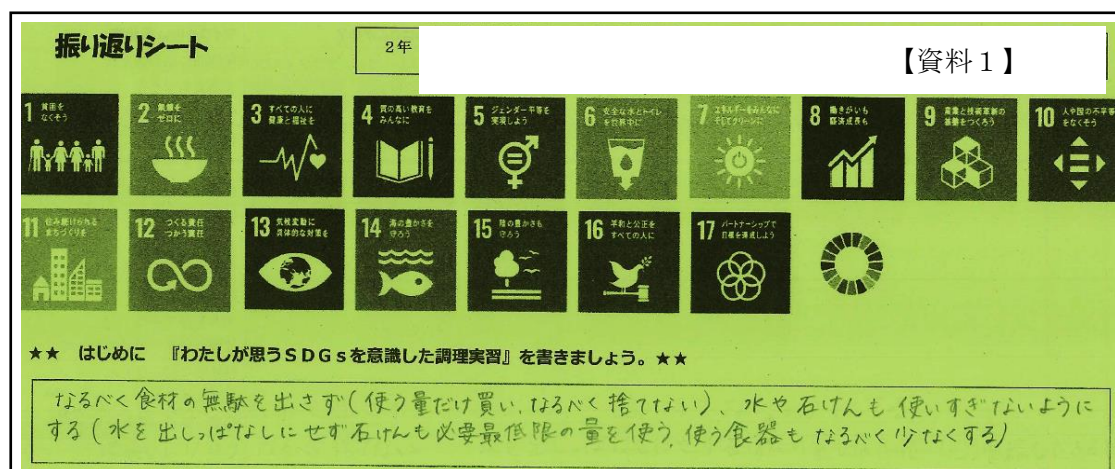 振り返りシート
2年
【資料1】
1 貧困を
なくそう
2 飢餓を
ゼロに
3 すべての人に
健康と福祉を
4 質の高い教育を
みんなに
5 ジェンダー平等を
実現しよう
6 安全な水とトイレ
を世界中に
7 エネルギーをみんなに
そしてクリーンに
8 働きがいも
経済成長も
9 産業と技術革新の
基盤をつくろう
10 人や国の不平等
をなくそう
11 住み続けられる
まちづくりを
12 つくる責任
つかう責任
13 気候変動に
具体的な対策を
14 海の豊かさを
守ろう
15 陸の豊かさも
守ろう
16 平和と公正を
すべての人に
17 パートナーシップで
目標を達成しよう
★★ はじめに 『わたしが思うSDGsを意識した調理実習』を書きましょう。★★
なるべく食材の無駄を出さず(使う量だけ買い、なるべく捨てない)、水や石けんも使いすぎないように
する(水を出しっぱなしにせず石けんも必要最低限の量を使う、使う食器もなるべく少なくする)